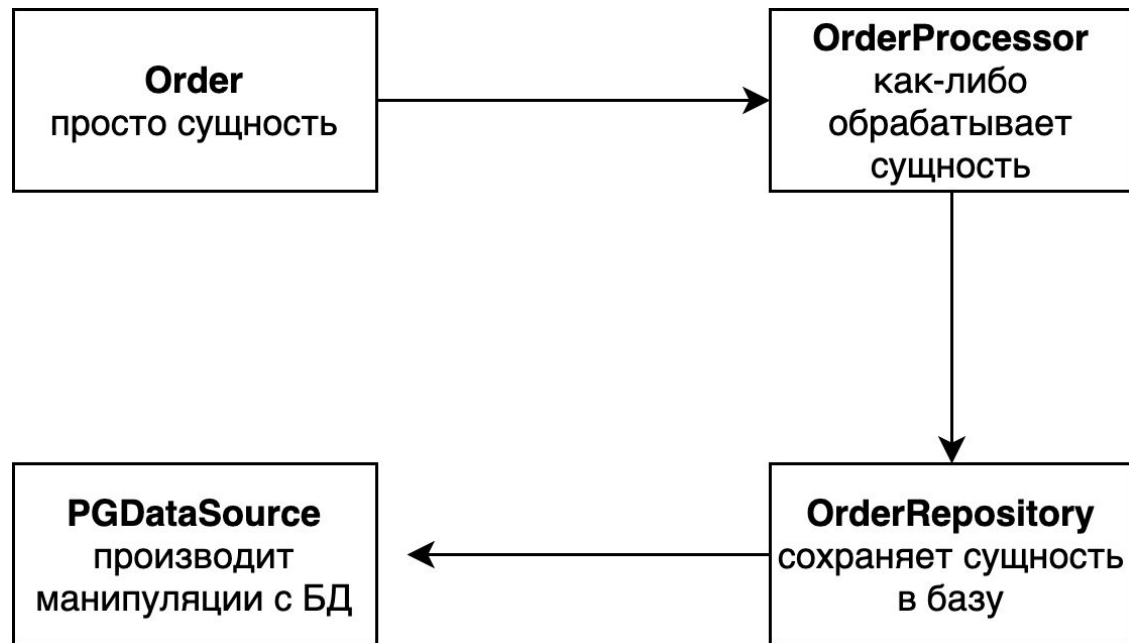 Order
просто сущность
OrderProcessor
как-либо
обрабатывает
сущность
PGDataSource
производит
манипуляции с БД
OrderRepository
сохраняет сущность
в базу